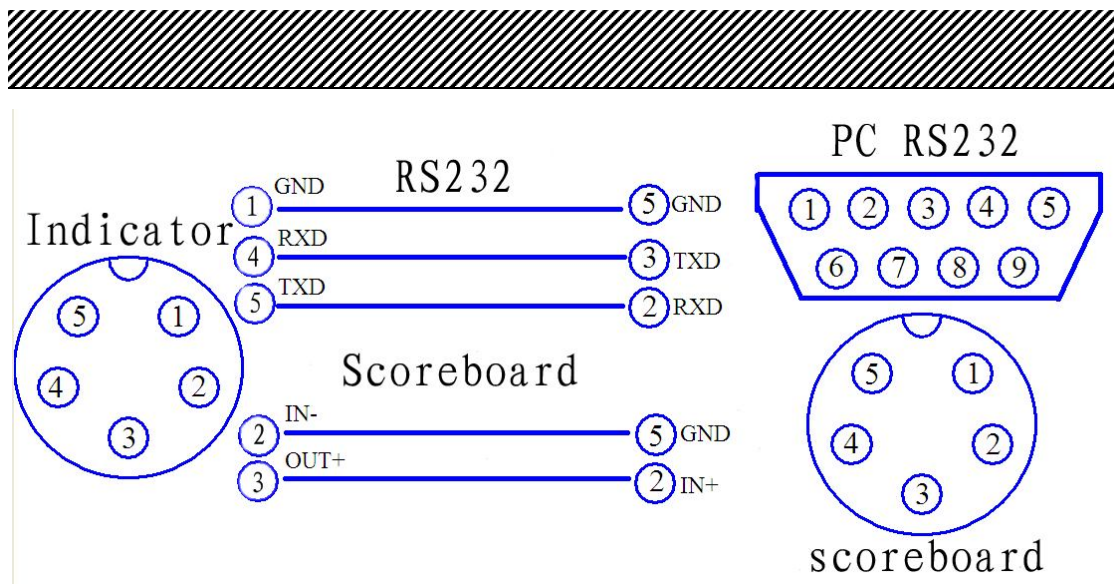 PC RS232
RS232
1 GND
5 GND
1 2 3 4 5
Indicator
4 RXD
3 TXD
6 7 8 9
5 TXD
2 RXD
5 1
4 2
3
Scoreboard
2 IN-
5 GND
3 OUT+
2 IN+
5 1
4 2
3
scoreboard